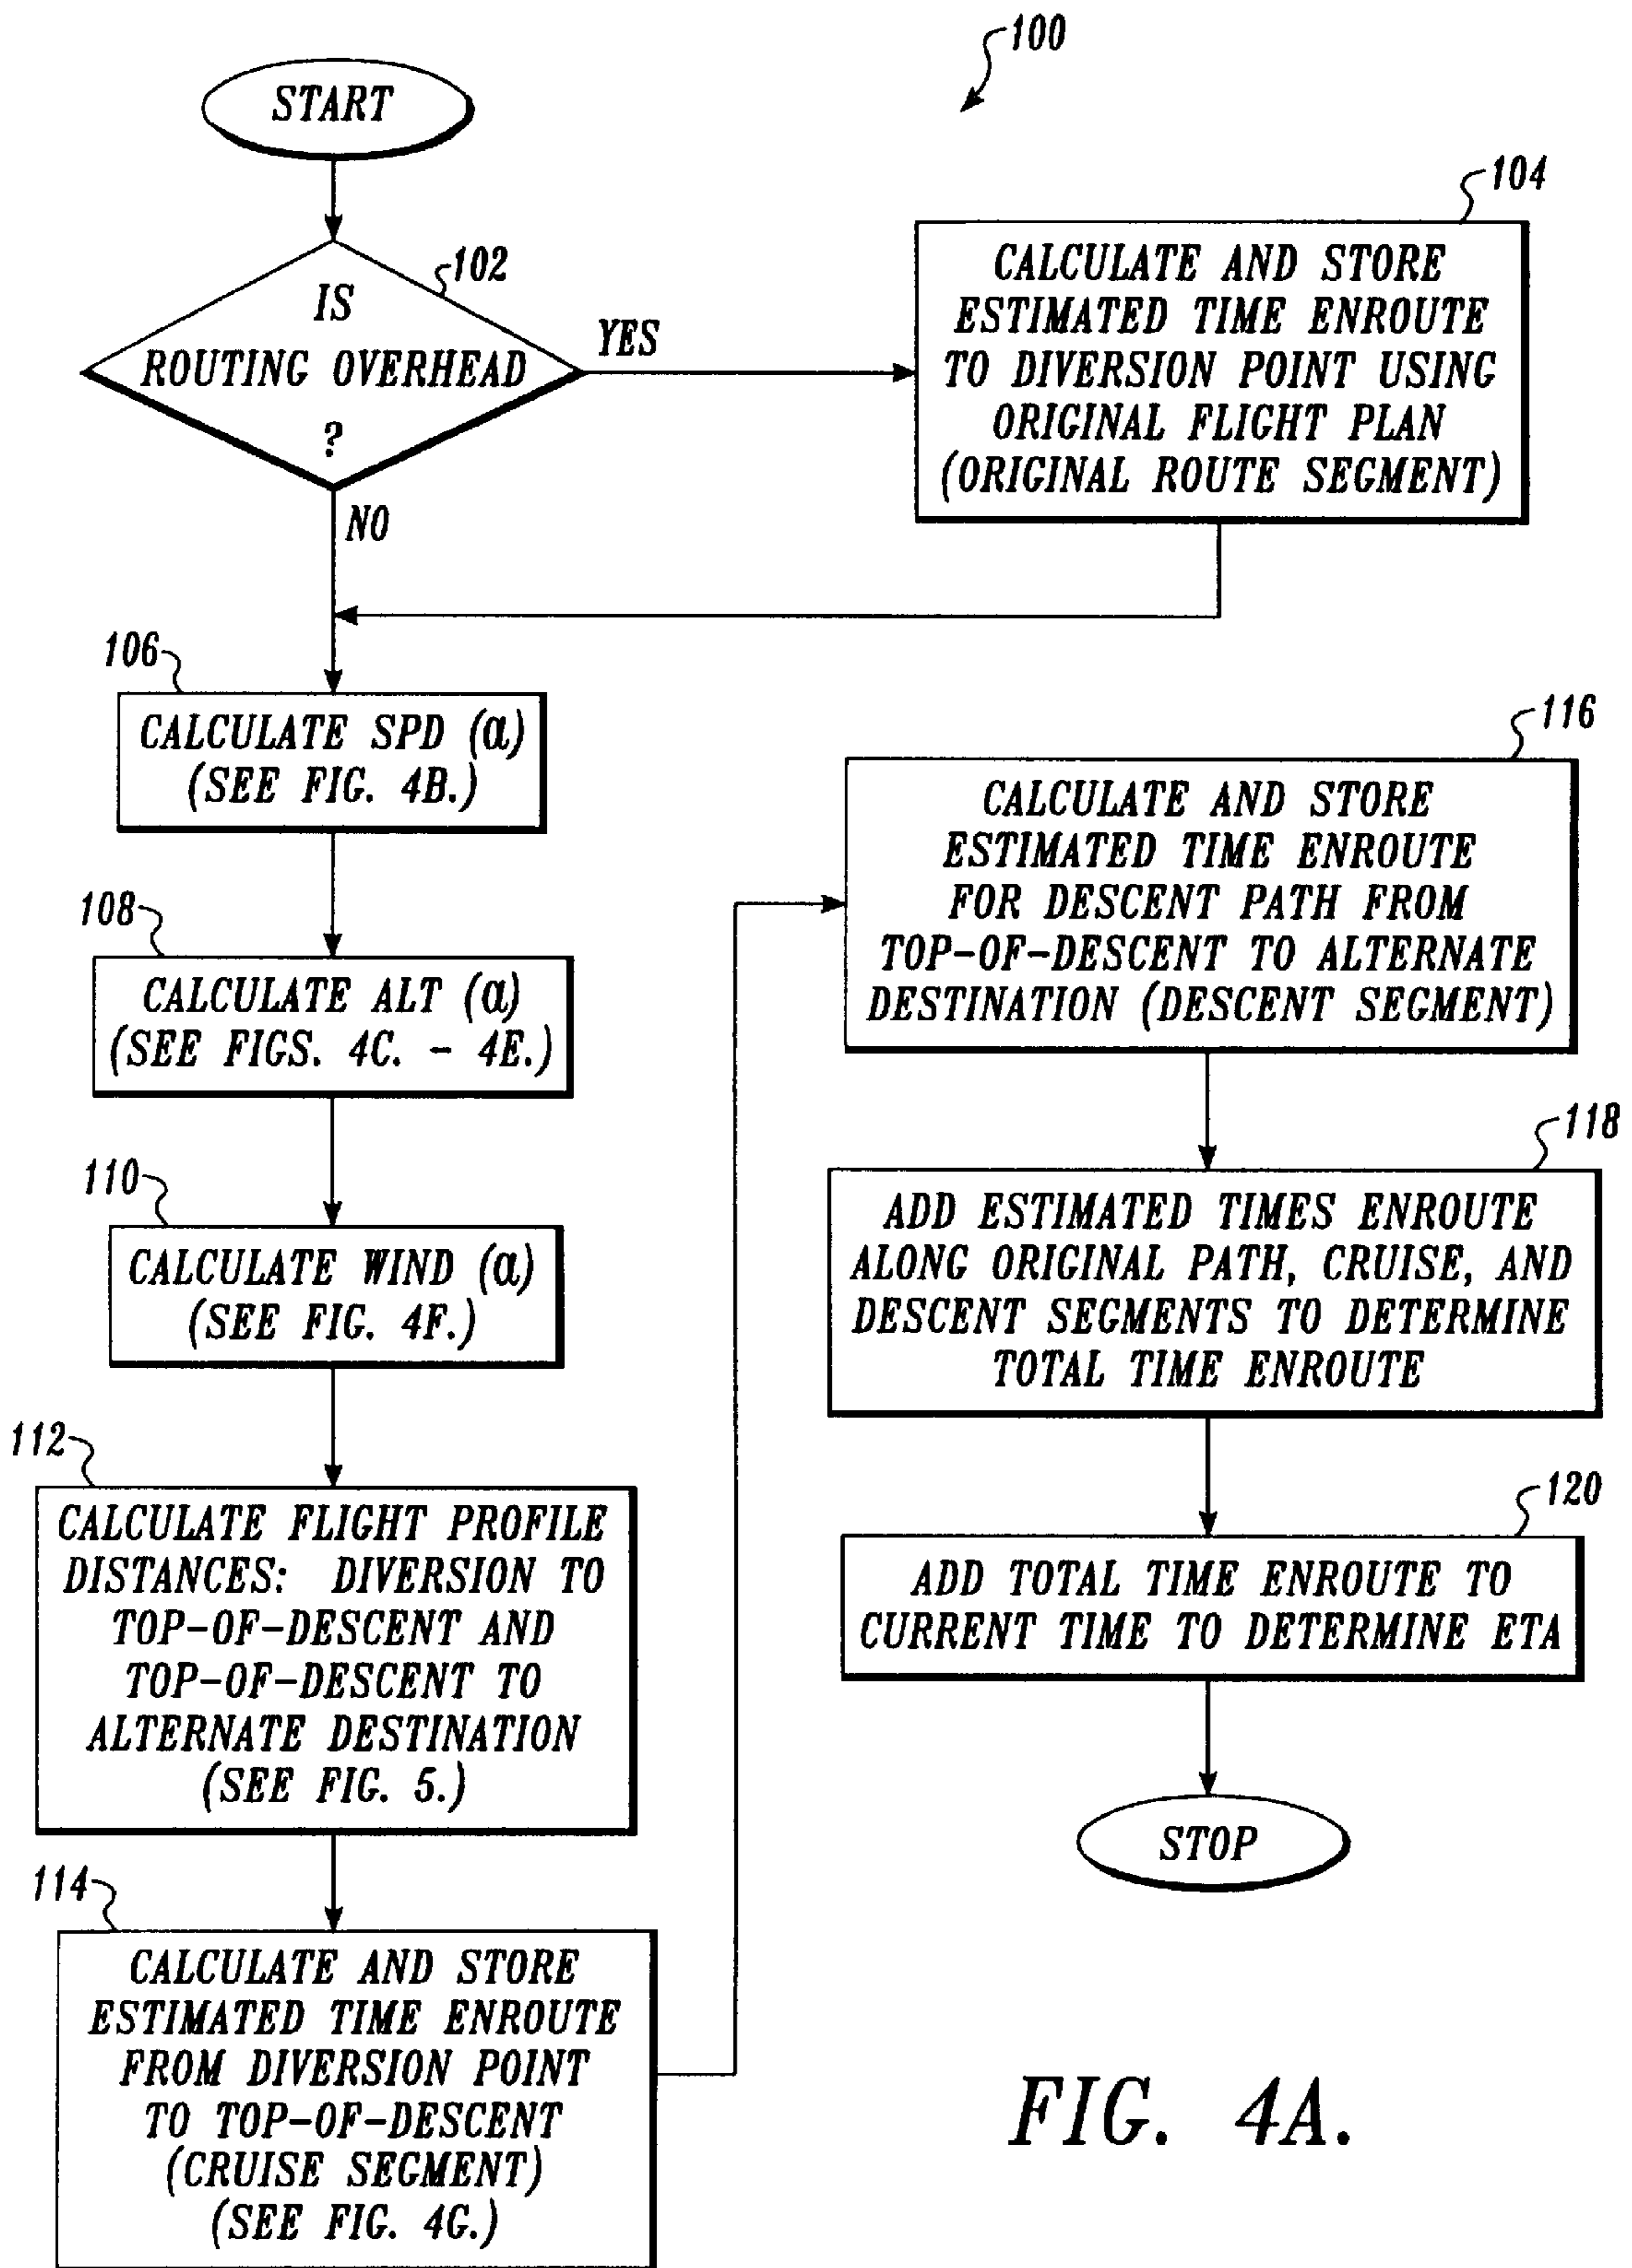 100
START
102
IS
ROUTING OVERHEAD
?
YES
NO
104
CALCULATE AND STORE
ESTIMATED TIME ENROUTE
TO DIVERSION POINT USING
ORIGINAL FLIGHT PLAN
(ORIGINAL ROUTE SEGMENT)
106
CALCULATE SPD (α)
(SEE FIG. 4B.)
108
CALCULATE ALT (α)
(SEE FIGS. 4C. - 4E.)
110
CALCULATE WIND (α)
(SEE FIG. 4F.)
112
CALCULATE FLIGHT PROFILE
DISTANCES: DIVERSION TO
TOP-OF-DESCENT AND
TOP-OF-DESCENT TO
ALTERNATE DESTINATION
(SEE FIG. 5.)
114
CALCULATE AND STORE
ESTIMATED TIME ENROUTE
FROM DIVERSION POINT
TO TOP-OF-DESCENT
(CRUISE SEGMENT)
(SEE FIG. 4G.)
116
CALCULATE AND STORE
ESTIMATED TIME ENROUTE
FOR DESCENT PATH FROM
TOP-OF-DESCENT TO ALTERNATE
DESTINATION (DESCENT SEGMENT)
118
ADD ESTIMATED TIMES ENROUTE
ALONG ORIGINAL PATH, CRUISE, AND
DESCENT SEGMENTS TO DETERMINE
TOTAL TIME ENROUTE
120
ADD TOTAL TIME ENROUTE TO
CURRENT TIME TO DETERMINE ETA
STOP
FIG. 4A.